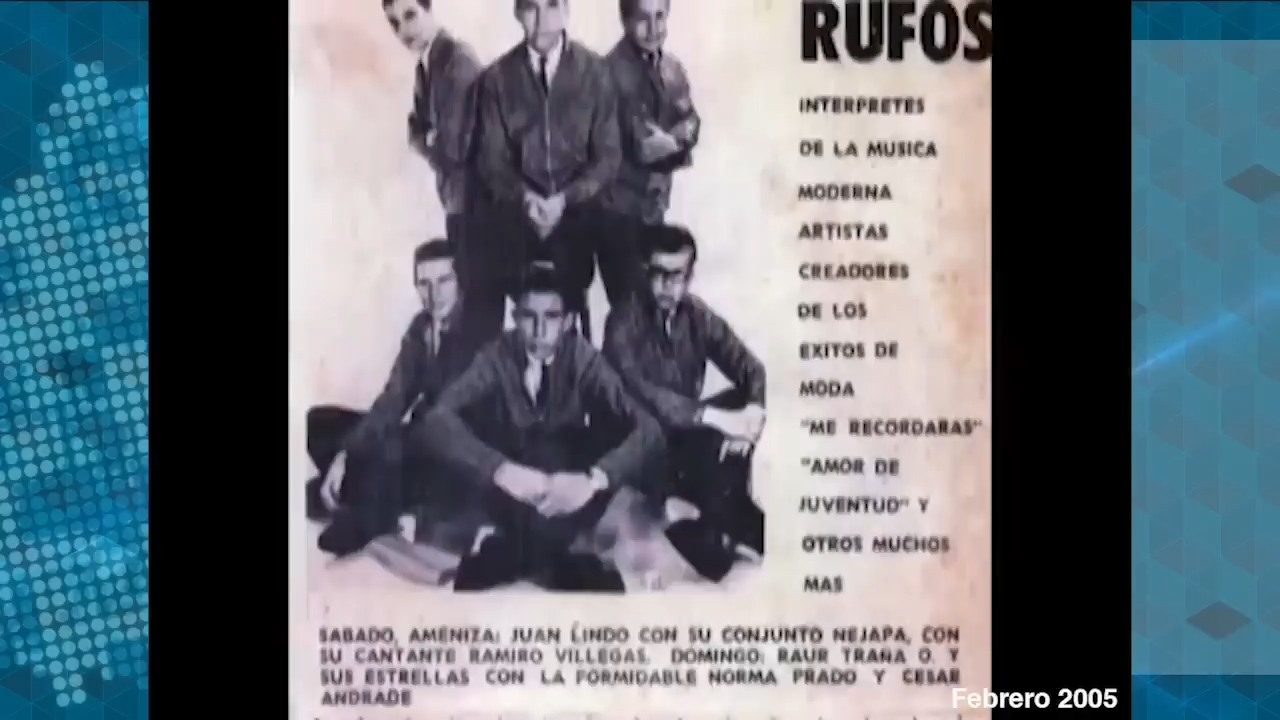 RUFOS
INTERPRETES
DE LA MUSICA
MODERNA
ARTISTAS
CREADORES
DE LOS
EXITOS DE
MODA
"ME RECORDARAS"
"AMOR DE
JUVENTUD" Y
OTROS MUCHOS
MAS
SABADO, AMENIZA: JUAN LINDO CON SU CONJUNTO NEJAPA, CON
SU CANTANTE RAMIRO VILLEGAS. DOMINGO: RAUR TRAÑA O. Y
SUS ESTRELLAS CON LA FORMIDABLE NORMA PRADO Y CESAR
ANDRADE
Febrero 2005